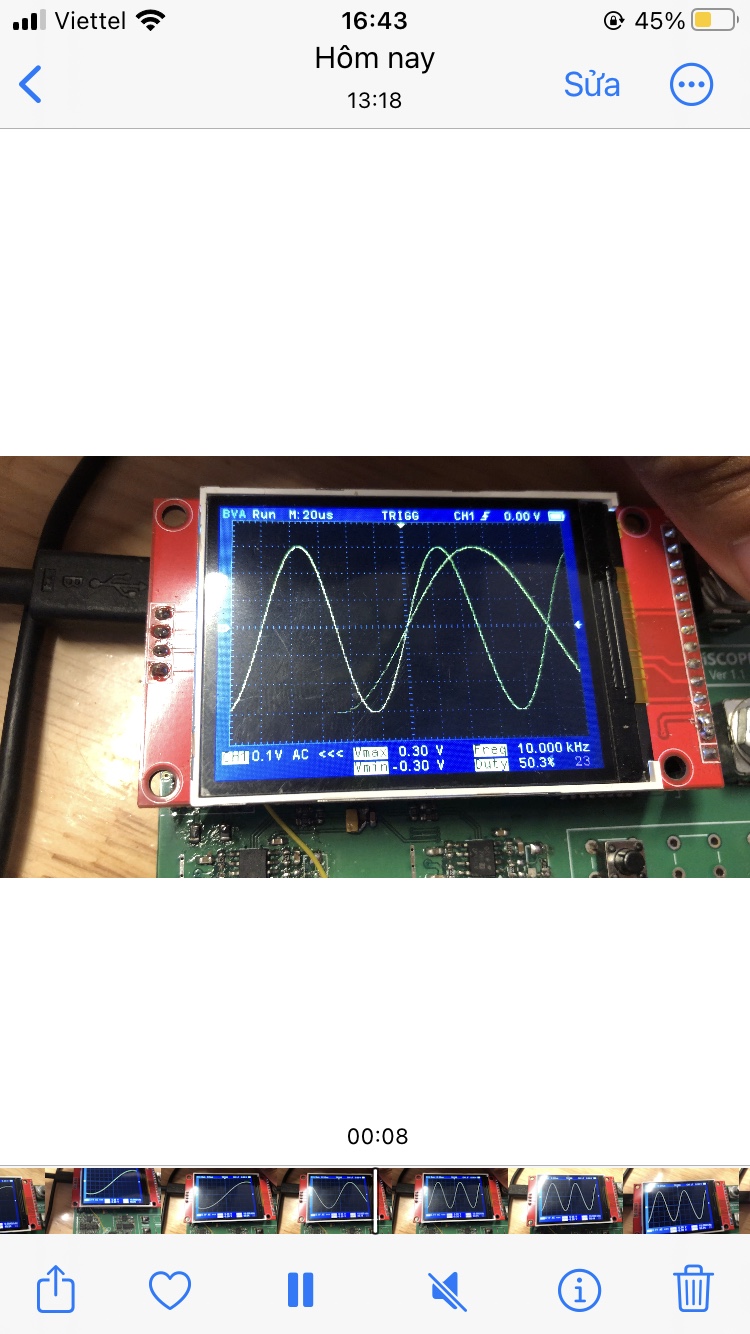 Viettel 16:43 45%
Hôm nay
13:18
Sửa
BVA Run M:20us TRIGG CH1 0.00 V
iSCOPE
Ver 1.1
CH1 0.1V AC <<< Vmax 0.30 V Freq 10.000 kHz
Vmin -0.30 V Duty 50.3% 23
00:08